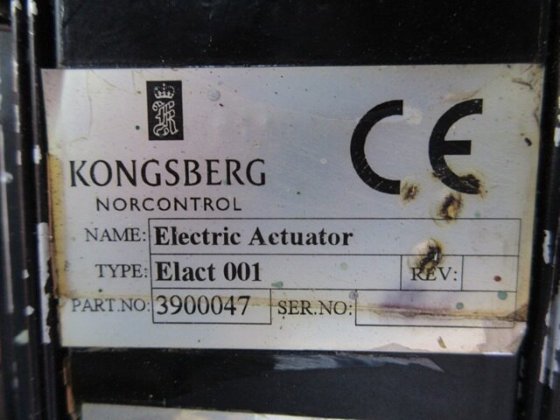 KONGSBERG
NORCONTROL
CE
NAME: Electric Actuator
TYPE: Elact 001 REV:
PART.NO: 3900047 SER.NO: